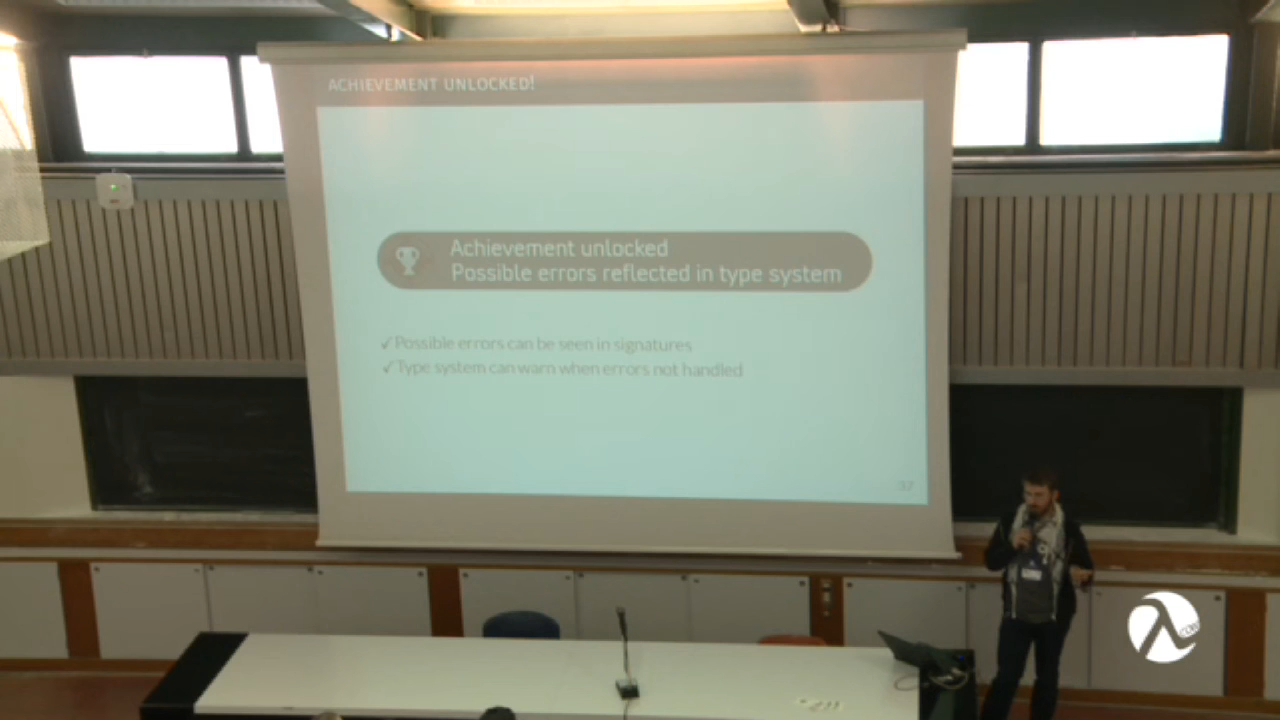 ACHIEVEMENT UNLOCKED!
Achievement unlocked
Possible errors reflected in type system
✓Possible errors can be seen in signatures
✓Type system can warn when errors not handled
37
λ